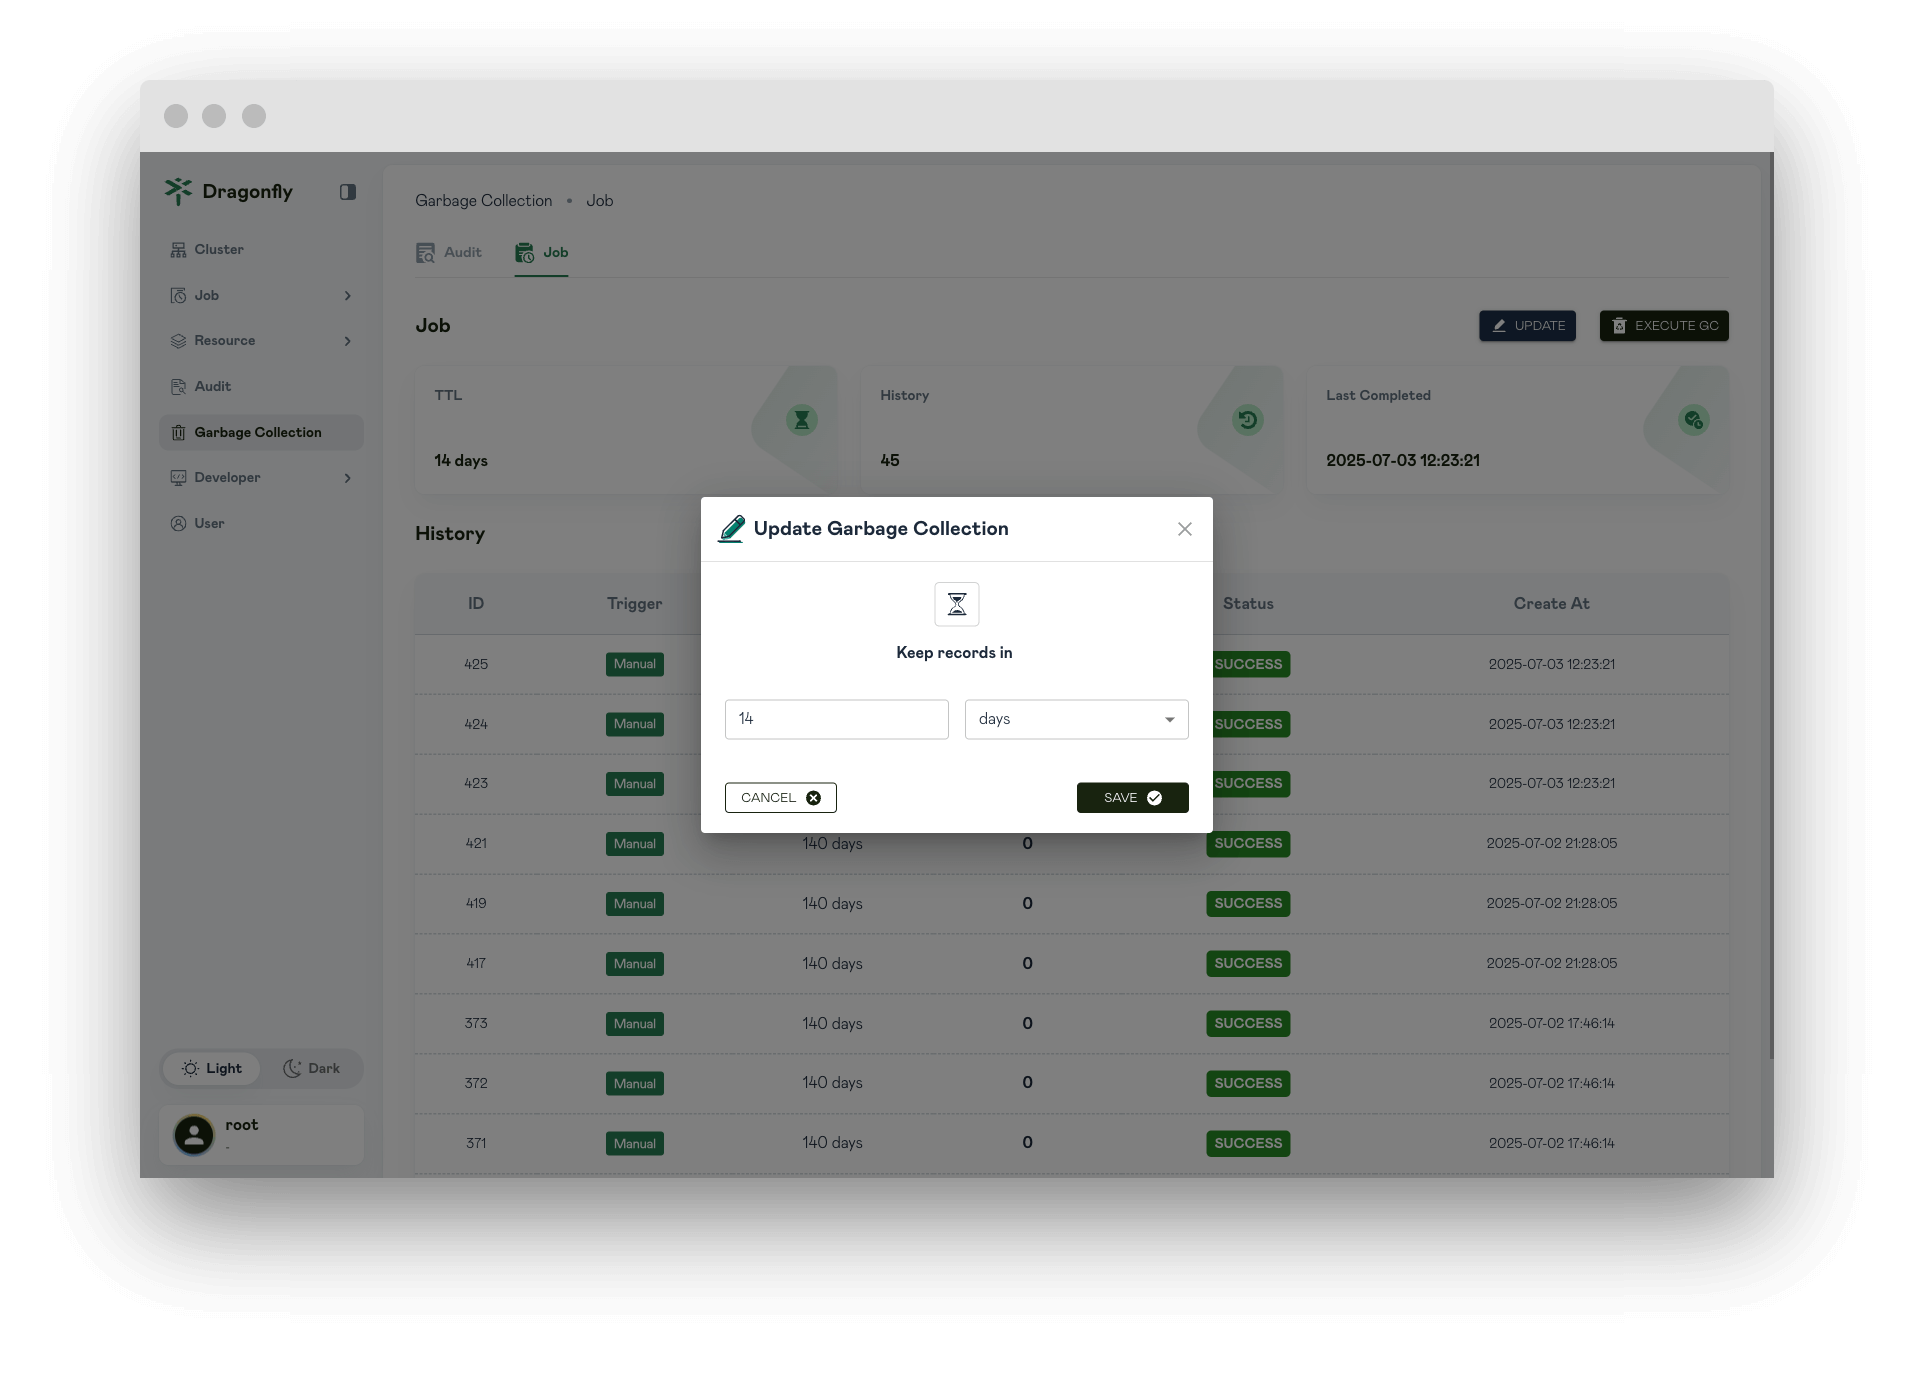 Dragonfly
Cluster
Job
Resource
Audit
Garbage Collection
Developer
User
Light Dark
root
-
Garbage Collection • Job
Audit Job
Job UPDATE EXECUTE GC
TTL History Last Completed
14 days 45 2025-07-03 12:23:21
History
ID Trigger Status Create At
425 Manual SUCCESS 2025-07-03 12:23:21
424 Manual SUCCESS 2025-07-03 12:23:21
423 Manual SUCCESS 2025-07-03 12:23:21
421 Manual 140 days 0 SUCCESS 2025-07-02 21:28:05
419 Manual 140 days 0 SUCCESS 2025-07-02 21:28:05
417 Manual 140 days 0 SUCCESS 2025-07-02 21:28:05
373 Manual 140 days 0 SUCCESS 2025-07-02 17:46:14
372 Manual 140 days 0 SUCCESS 2025-07-02 17:46:14
371 Manual 140 days 0 SUCCESS 2025-07-02 17:46:14
Update Garbage Collection
Keep records in
14 days
CANCEL SAVE